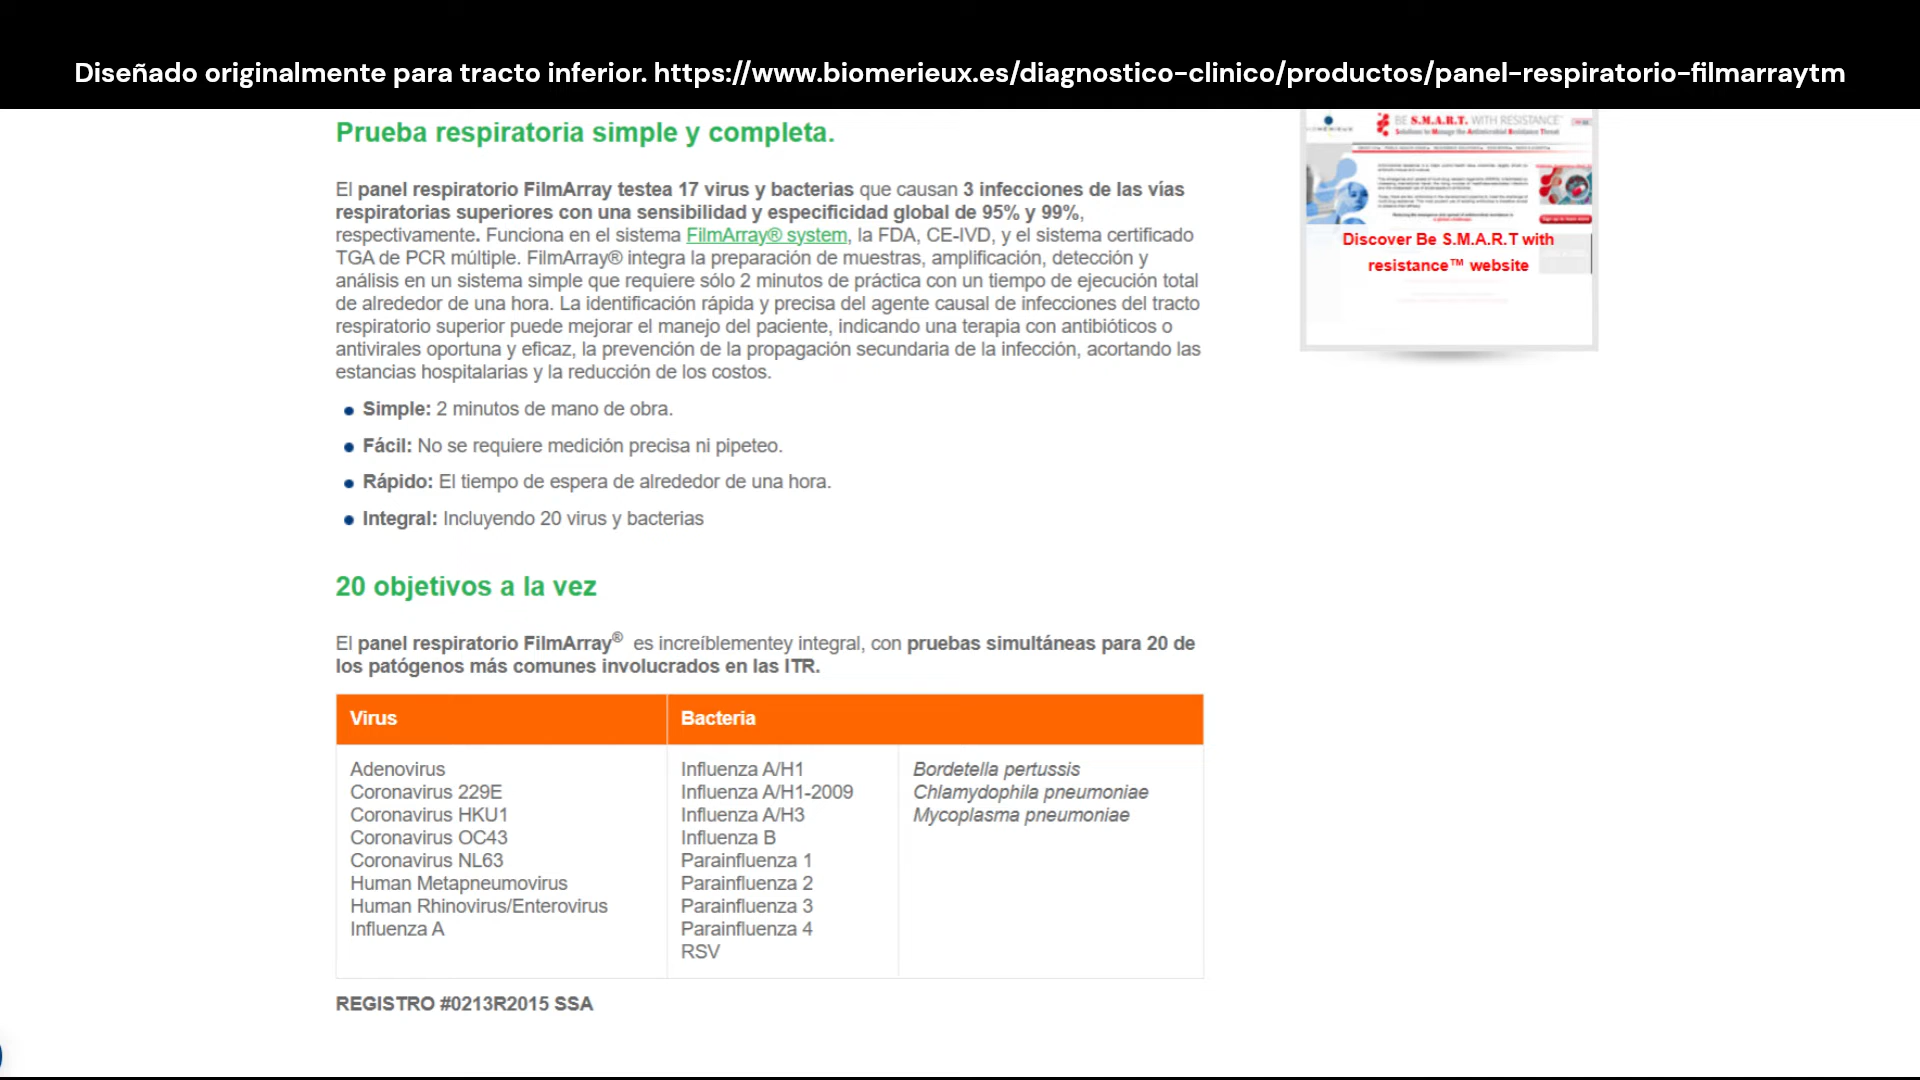 Diseñado originalmente para tracto inferior. https://www.biomerieux.es/diagnostico-clinico/productos/panel-respiratorio-filmarraytm
Prueba respiratoria simple y completa.
El panel respiratorio FilmArray testea 17 virus y bacterias que causan 3 infecciones de las vías
respiratorias superiores con una sensibilidad y especificidad global de 95% y 99%,
respectivamente. Funciona en el sistema FilmArray® system, la FDA, CE-IVD, y el sistema certificado
TGA de PCR múltiple. FilmArray® integra la preparación de muestras, amplificación, detección y
análisis en un sistema simple que requiere sólo 2 minutos de práctica con un tiempo de ejecución total
de alrededor de una hora. La identificación rápida y precisa del agente causal de infecciones del tracto
respiratorio superior puede mejorar el manejo del paciente, indicando una terapia con antibióticos o
antivirales oportuna y eficaz, la prevención de la propagación secundaria de la infección, acortando las
estancias hospitalarias y la reducción de los costos.
Simple: 2 minutos de mano de obra.
Fácil: No se requiere medición precisa ni pipeteo.
Rápido: El tiempo de espera de alrededor de una hora.
Integral: Incluyendo 20 virus y bacterias
20 objetivos a la vez
El panel respiratorio FilmArray® es increíblementey integral, con pruebas simultáneas para 20 de
los patógenos más comunes involucrados en las ITR.
Virus
Bacteria
Adenovirus
Coronavirus 229E
Coronavirus HKU1
Coronavirus OC43
Coronavirus NL63
Human Metapneumovirus
Human Rhinovirus/Enterovirus
Influenza A
Influenza A/H1
Influenza A/H1-2009
Influenza A/H3
Influenza B
Parainfluenza 1
Parainfluenza 2
Parainfluenza 3
Parainfluenza 4
RSV
Bordetella pertussis
Chlamydophila pneumoniae
Mycoplasma pneumoniae
REGISTRO #0213R2015 SSA
BE S.M.A.R.T. WITH RESISTANCE
Solutions to Manage the Antimicrobial Resistance Threat
Discover Be S.M.A.R.T with
resistance™ website